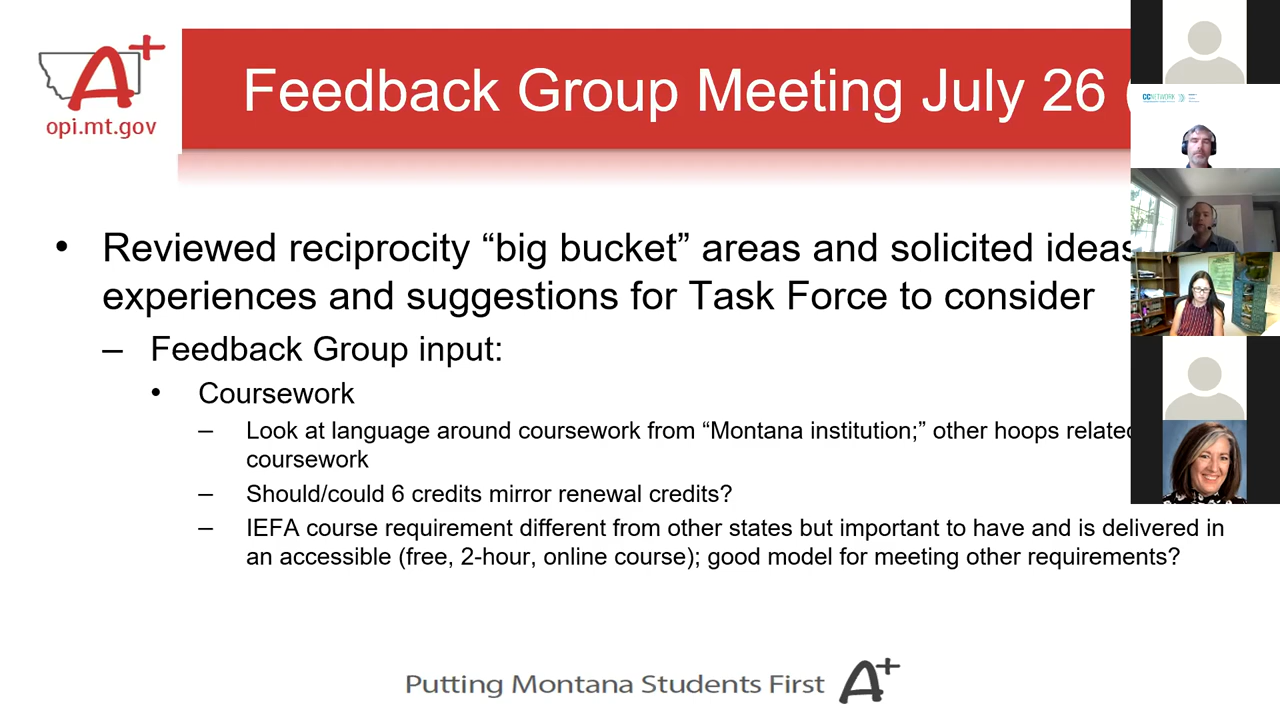 A+
opi.mt.gov
Feedback Group Meeting July 26 (
CCNETWORK
• Reviewed reciprocity “big bucket” areas and solicited ideas
experiences and suggestions for Task Force to consider
– Feedback Group input:
• Coursework
– Look at language around coursework from “Montana institution;” other hoops related
coursework
– Should/could 6 credits mirror renewal credits?
– IEFA course requirement different from other states but important to have and is delivered in
an accessible (free, 2-hour, online course); good model for meeting other requirements?
Putting Montana Students First A+